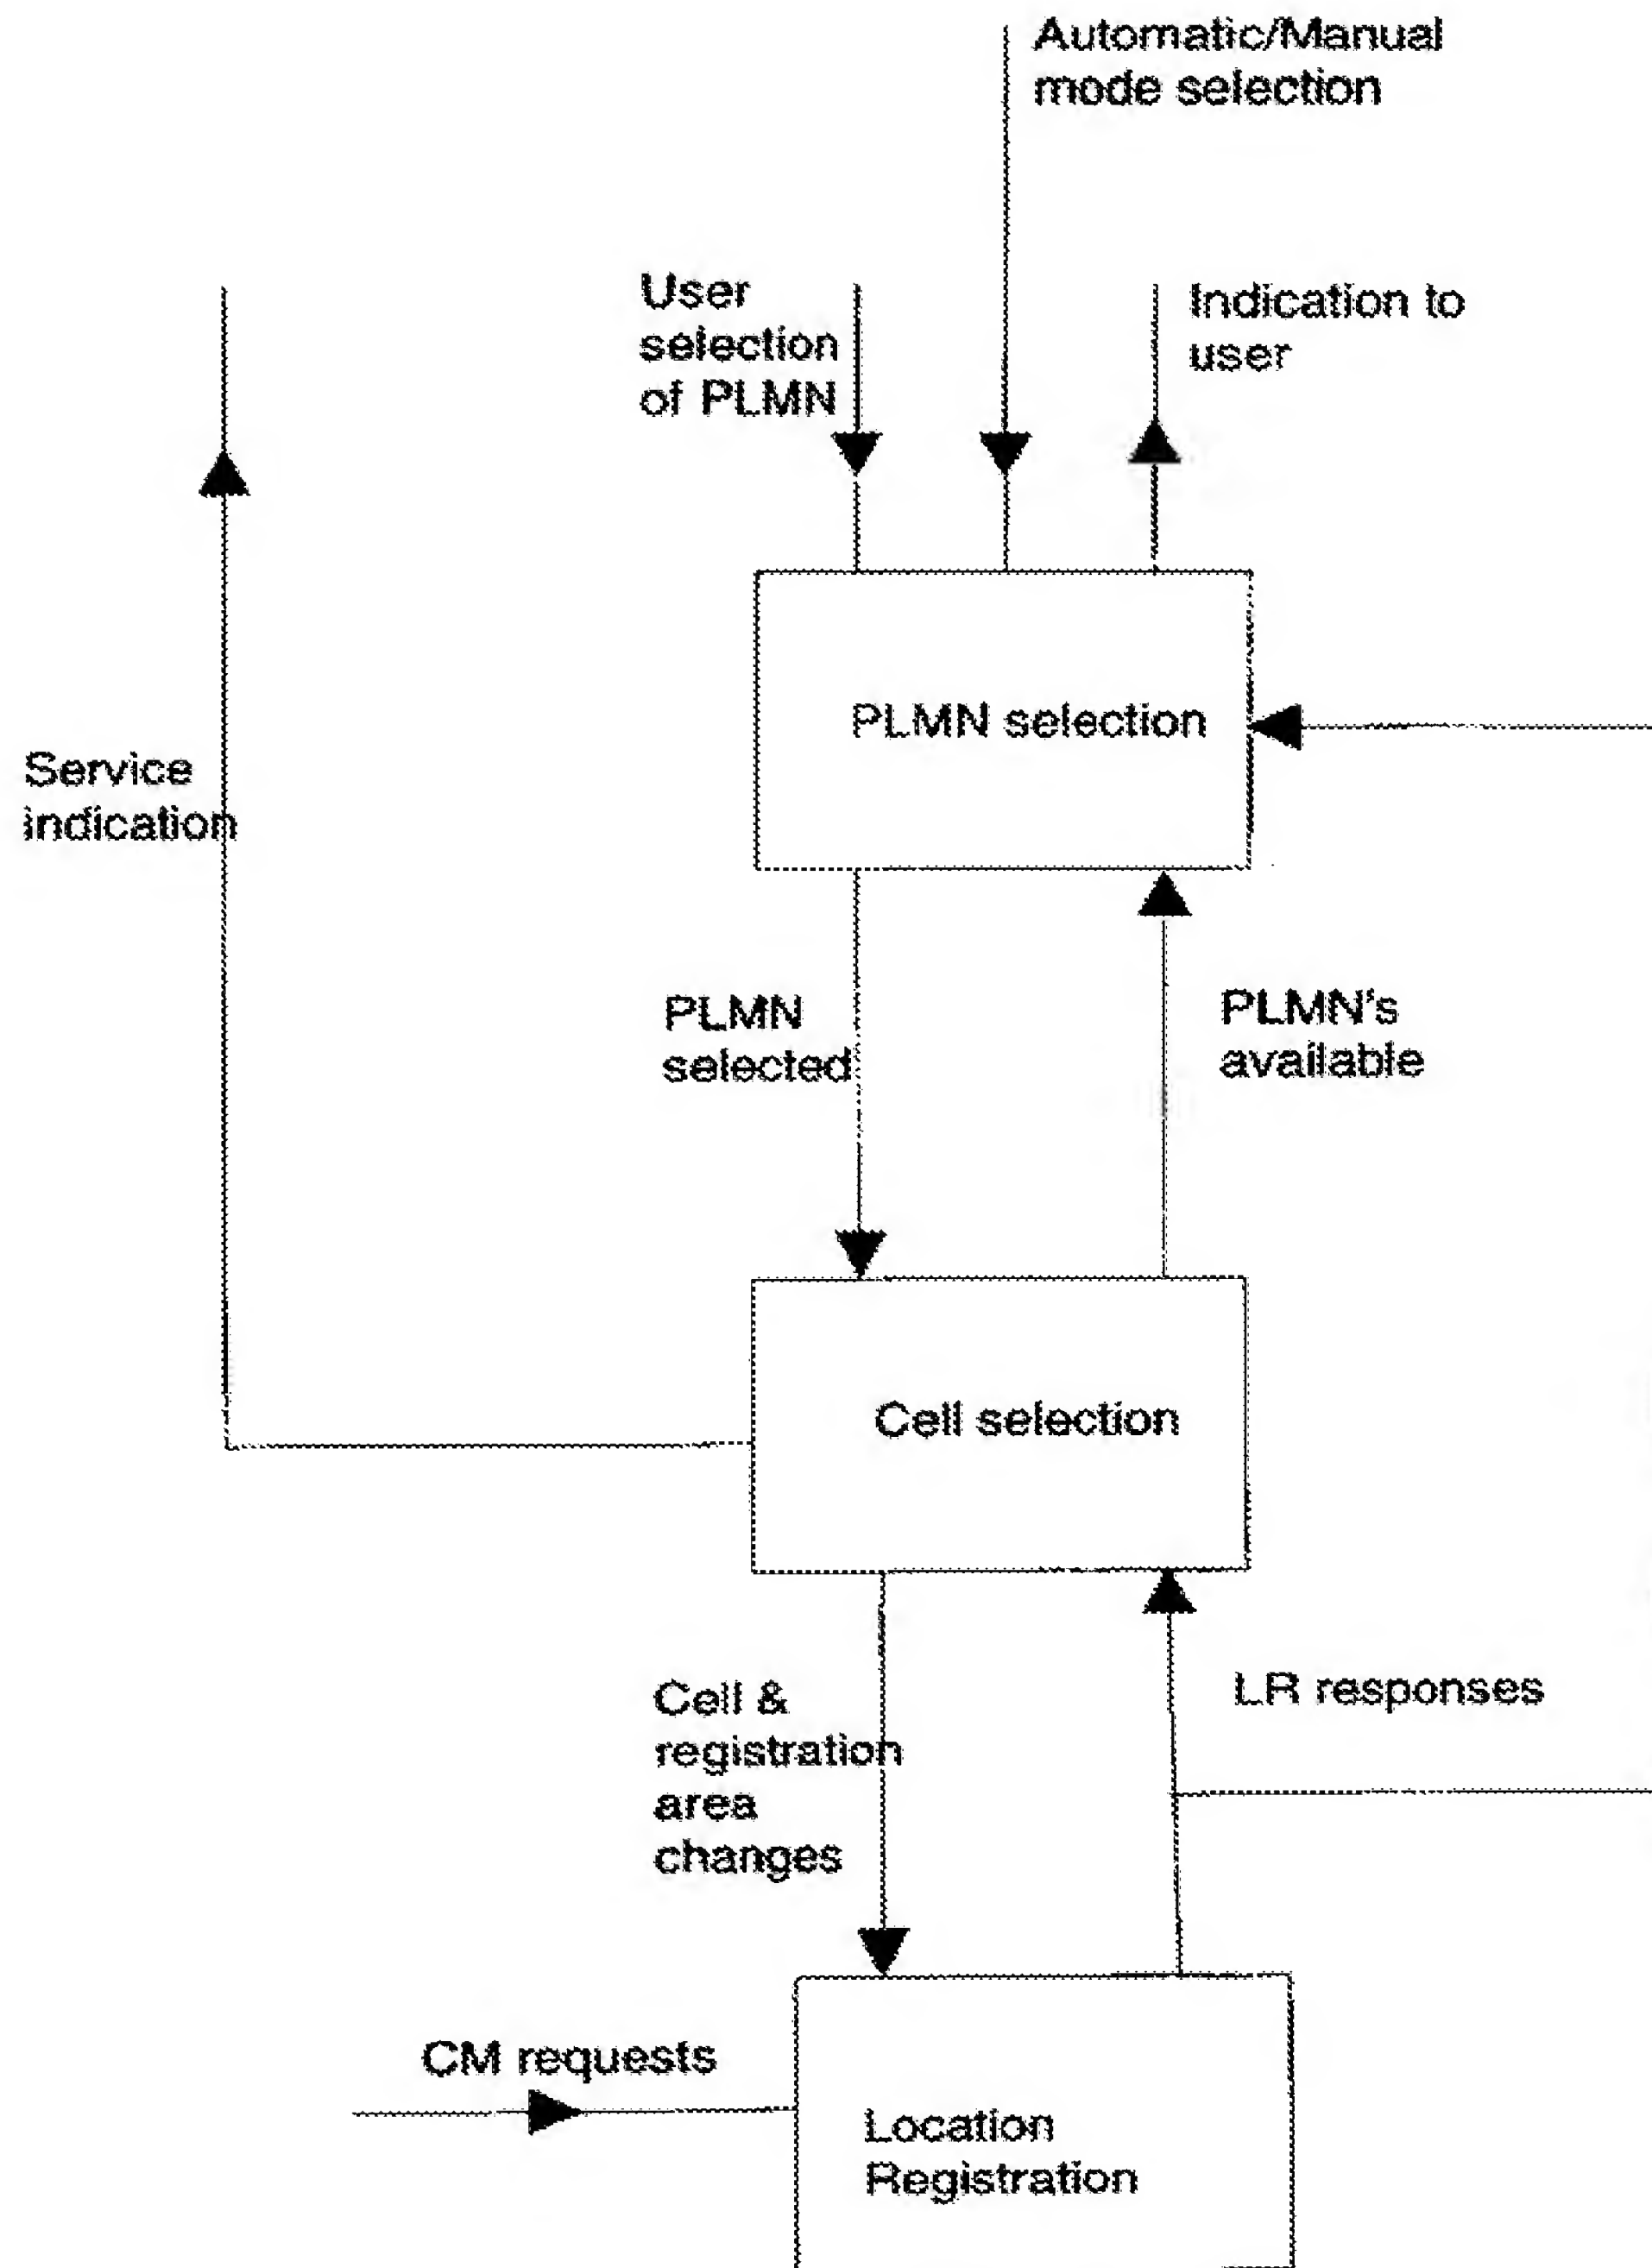 Automatic/Manual
mode selection
User
selection
of PLMN
Indication to
user
PLMN selection
Service
indication
PLMN
selected
PLMN's
available
Cell selection
Cell &
registration
area
changes
LR responses
CM requests
Location
Registration